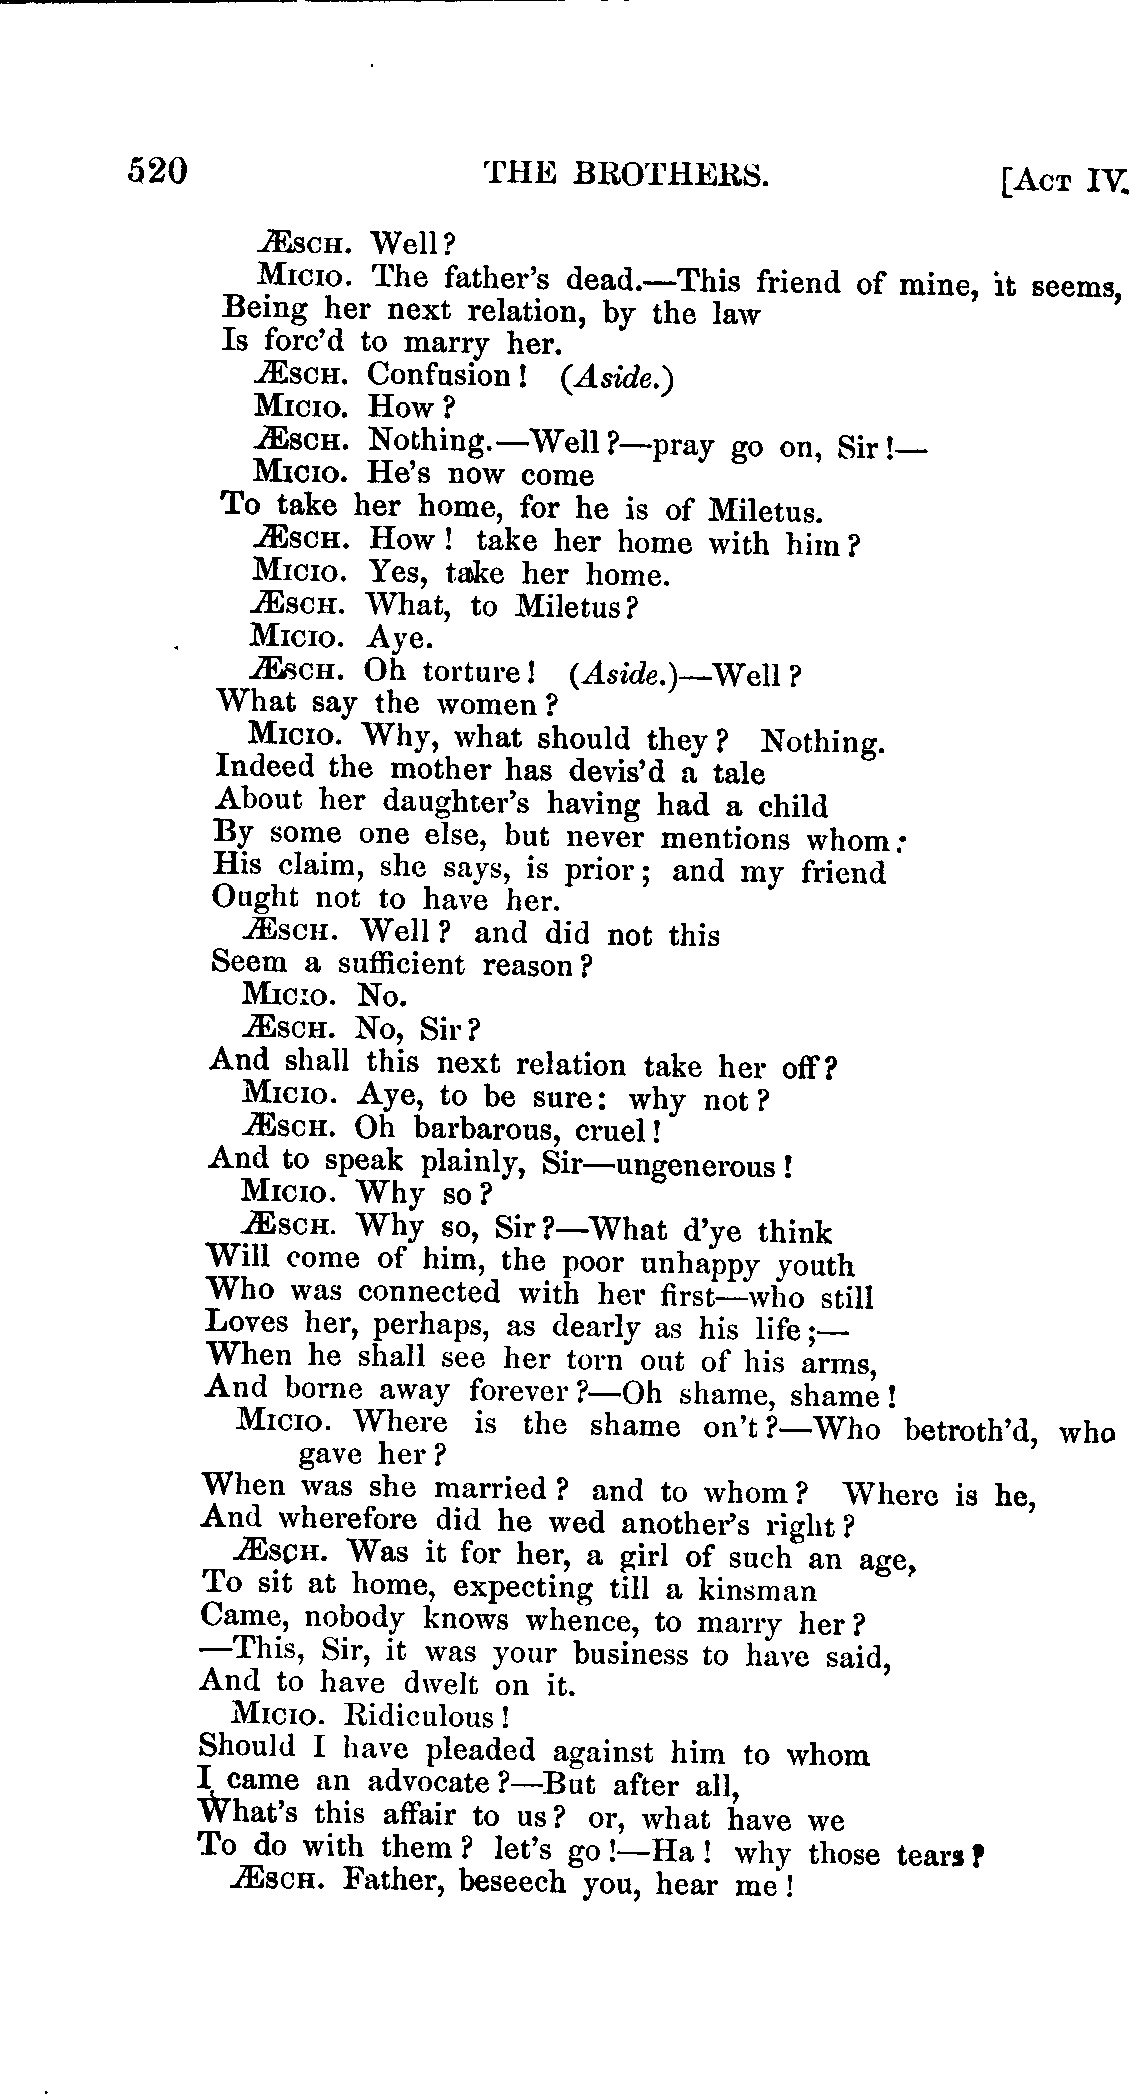 520 THE BROTHERS. [ACT IV.
ÆSCH. Well?
MICIO. The father's dead.—This friend of mine, it seems,
Being her next relation, by the law
Is forc'd to marry her.
ÆSCH. Confusion! (Aside.)
MICIO. How?
ÆSCH. Nothing.—Well?—pray go on, Sir!—
MICIO. He's now come
To take her home, for he is of Miletus.
ÆSCH. How! take her home with him?
MICIO. Yes, take her home.
ÆSCH. What, to Miletus?
MICIO. Aye.
ÆSCH. Oh torture! (Aside.)—Well?
What say the women?
MICIO. Why, what should they? Nothing.
Indeed the mother has devis'd a tale
About her daughter's having had a child
By some one else, but never mentions whom:
His claim, she says, is prior; and my friend
Ought not to have her.
ÆSCH. Well? and did not this
Seem a sufficient reason?
MICIO. No.
ÆSCH. No, Sir?
And shall this next relation take her off?
MICIO. Aye, to be sure: why not?
ÆSCH. Oh barbarous, cruel!
And to speak plainly, Sir—ungenerous!
MICIO. Why so?
ÆSCH. Why so, Sir?—What d'ye think
Will come of him, the poor unhappy youth
Who was connected with her first—who still
Loves her, perhaps, as dearly as his life;—
When he shall see her torn out of his arms,
And borne away forever?—Oh shame, shame!
MICIO. Where is the shame on't?—Who betroth'd, who
gave her?
When was she married? and to whom? Where is he,
And wherefore did he wed another's right?
ÆSCH. Was it for her, a girl of such an age,
To sit at home, expecting till a kinsman
Came, nobody knows whence, to marry her?
—This, Sir, it was your business to have said,
And to have dwelt on it.
MICIO. Ridiculous!
Should I have pleaded against him to whom
I came an advocate?—But after all,
What's this affair to us? or, what have we
To do with them? let's go!—Ha! why those tears?
ÆSCH. Father, beseech you, hear me!